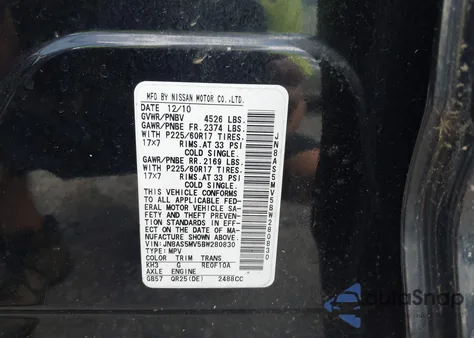 MFD BY NISSAN MOTOR CO.,LTD.
DATE 12/10
GVWR/PNBV 4526 LBS.
GAWR/PNBE FR. 2374 LBS.
WITH P225/60R17 TIRES.
17X7 RIMS.AT 33 PSI
COLD SINGLE.
GAWR/PNBE RR. 2169 LBS.
WITH P225/60R17 TIRES.
17X7 RIMS.AT 33 PSI
COLD SINGLE.
THIS VEHICLE CONFORMS
TO ALL APPLICABLE FED-
ERAL MOTOR VEHICLE SA-
FETY AND THEFT PREVEN-
TION STANDARDS IN EFF-
ECT ON THE DATE OF MA-
NUFACTURE SHOWN ABOVE.
VIN: JN8AS5MV5BW280830
TYPE: MPV
COLOR TRIM TRANS
KH3 G RE0F10A
AXLE ENGINE
GB57 QR25(DE) 2488CC
JN8AS5MV5BW280830
AutoSnap
www.autosnap